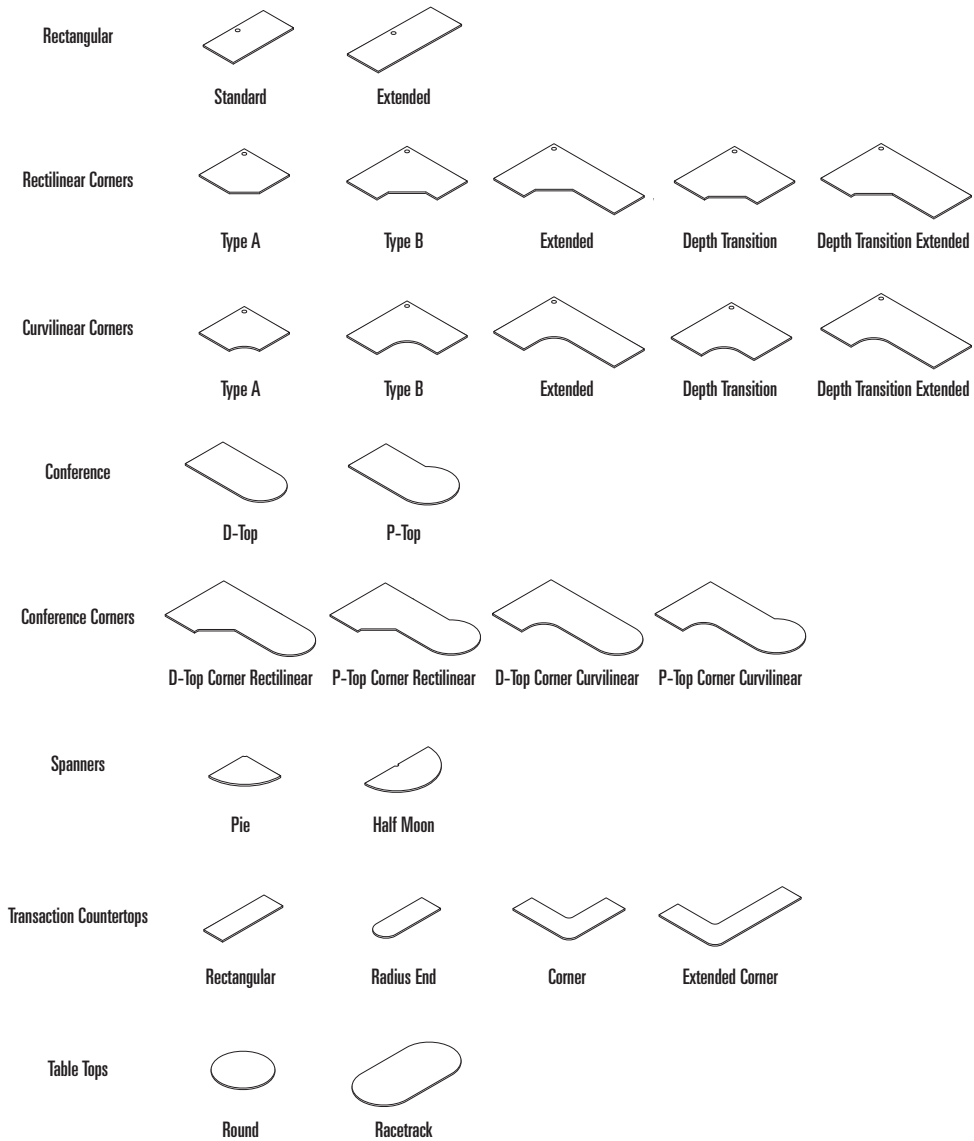 Rectangular
Standard
Extended
Rectilinear Corners
Type A
Type B
Extended
Depth Transition
Depth Transition Extended
Curvilinear Corners
Type A
Type B
Extended
Depth Transition
Depth Transition Extended
Conference
D-Top
P-Top
Conference Corners
D-Top Corner Rectilinear
P-Top Corner Rectilinear
D-Top Corner Curvilinear
P-Top Corner Curvilinear
Spanners
Pie
Half Moon
Transaction Countertops
Rectangular
Radius End
Corner
Extended Corner
Table Tops
Round
Racetrack